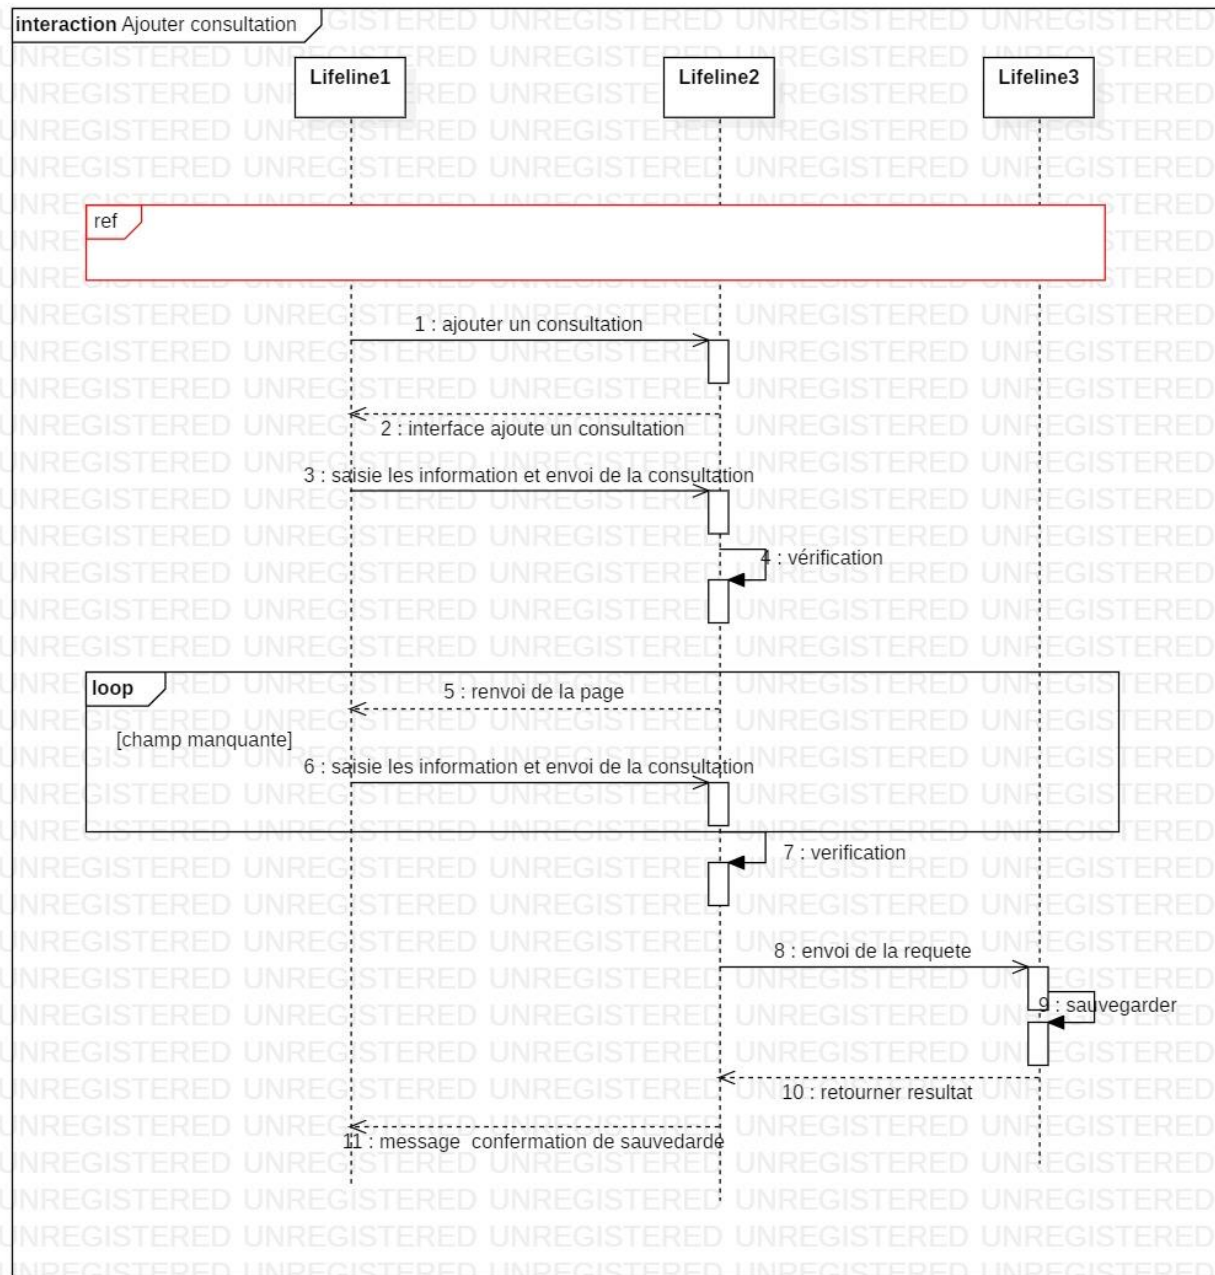 interaction Ajouter consultation
Lifeline1
Lifeline2
Lifeline3
ref
1 : ajouter un consultation
2 : interface ajoute un consultation
3 : saisie les information et envoi de la consultation
4 : vérification
loop
5 : renvoi de la page
[champ manquante]
6 : saisie les information et envoi de la consultation
7 : verification
8 : envoi de la requete
9 : sauvegarder
10 : retourner resultat
11 : message confermation de sauvedarde
UNREGISTERED